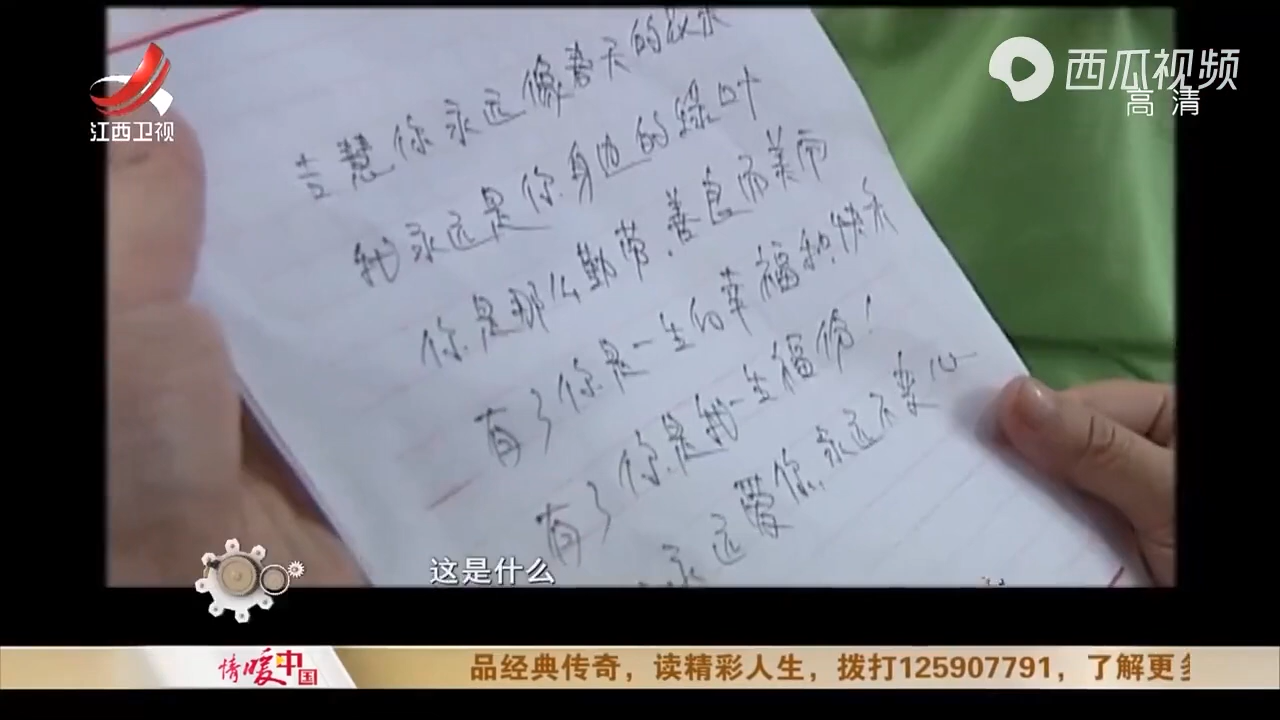 江西卫视
西瓜视频
高清
吉慧你永远像春天的
我永远是你身边的绿叶
你是那么勤劳.善良而美丽
有了你是一生的幸福和快乐
有了你是我一生福份!
永远爱你,永远不变心
这是什么
情暖中国
品经典传奇，读精彩人生，拨打125907791，了解更多